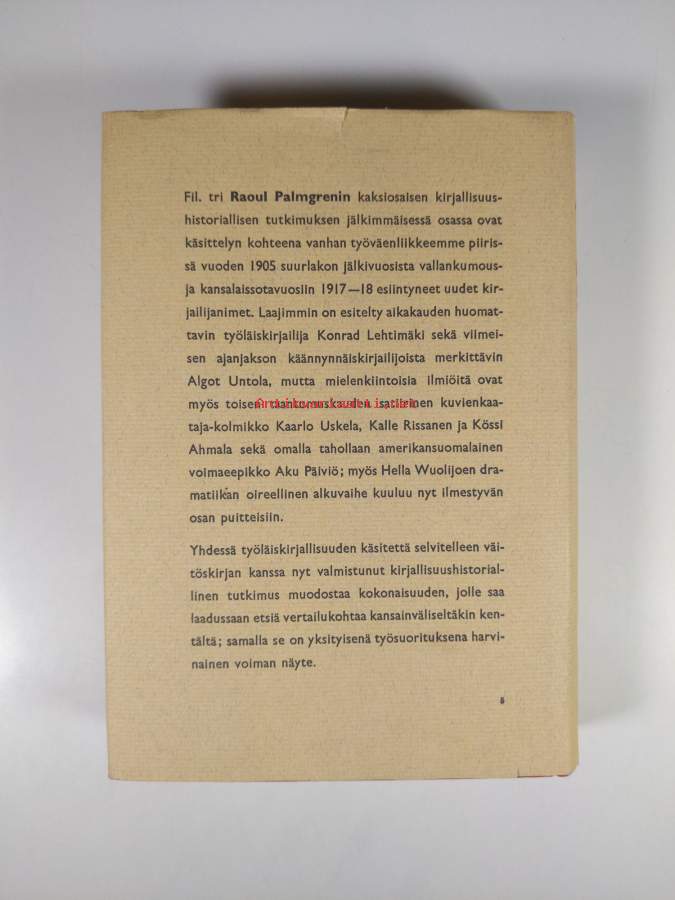 Fil. tri Raoul Palmgrenin kaksiosaisen kirjallisuus-
historiallisen tutkimuksen jälkimmäisessä osassa ovat
käsittelyn kohteena vanhan työväenliikkeemme piiris-
sä vuoden 1905 suurlakon jälkivuosista vallankumous-
ja kansalaissotavuosiin 1917—18 esiintyneet uudet kir-
jailijanimet. Laajimmin on esitelty aikakauden huomat-
tavin työläiskirjailija Konrad Lehtimäki sekä viimei-
sen ajanjakson käännynnäiskirjailijoista merkittävin
Algot Untola, mutta mielenkiintoisia ilmiöitä ovat
myös toisen taantumuskauden satiirinen kuvienkaa-
taja-kolmikko Kaarlo Uskela, Kalle Rissanen ja Kössi
Ahmala sekä omalla tahollaan amerikansuomalainen
voimaeepikko Aku Päiviö; myös Hella Wuolijoen dra-
matiikan oireellinen alkuvaihe kuuluu nyt ilmestyvän
osan puitteisiin.
Yhdessä työläiskirjallisuuden käsitettä selvitelleen väi-
töskirjan kanssa nyt valmistunut kirjallisuushistorial-
linen tutkimus muodostaa kokonaisuuden, jolle saa
laadussaan etsiä vertailukohtaa kansainväliseltäkin ken-
tältä; samalla se on yksityisenä työsuorituksena harvi-
nainen voiman näyte.